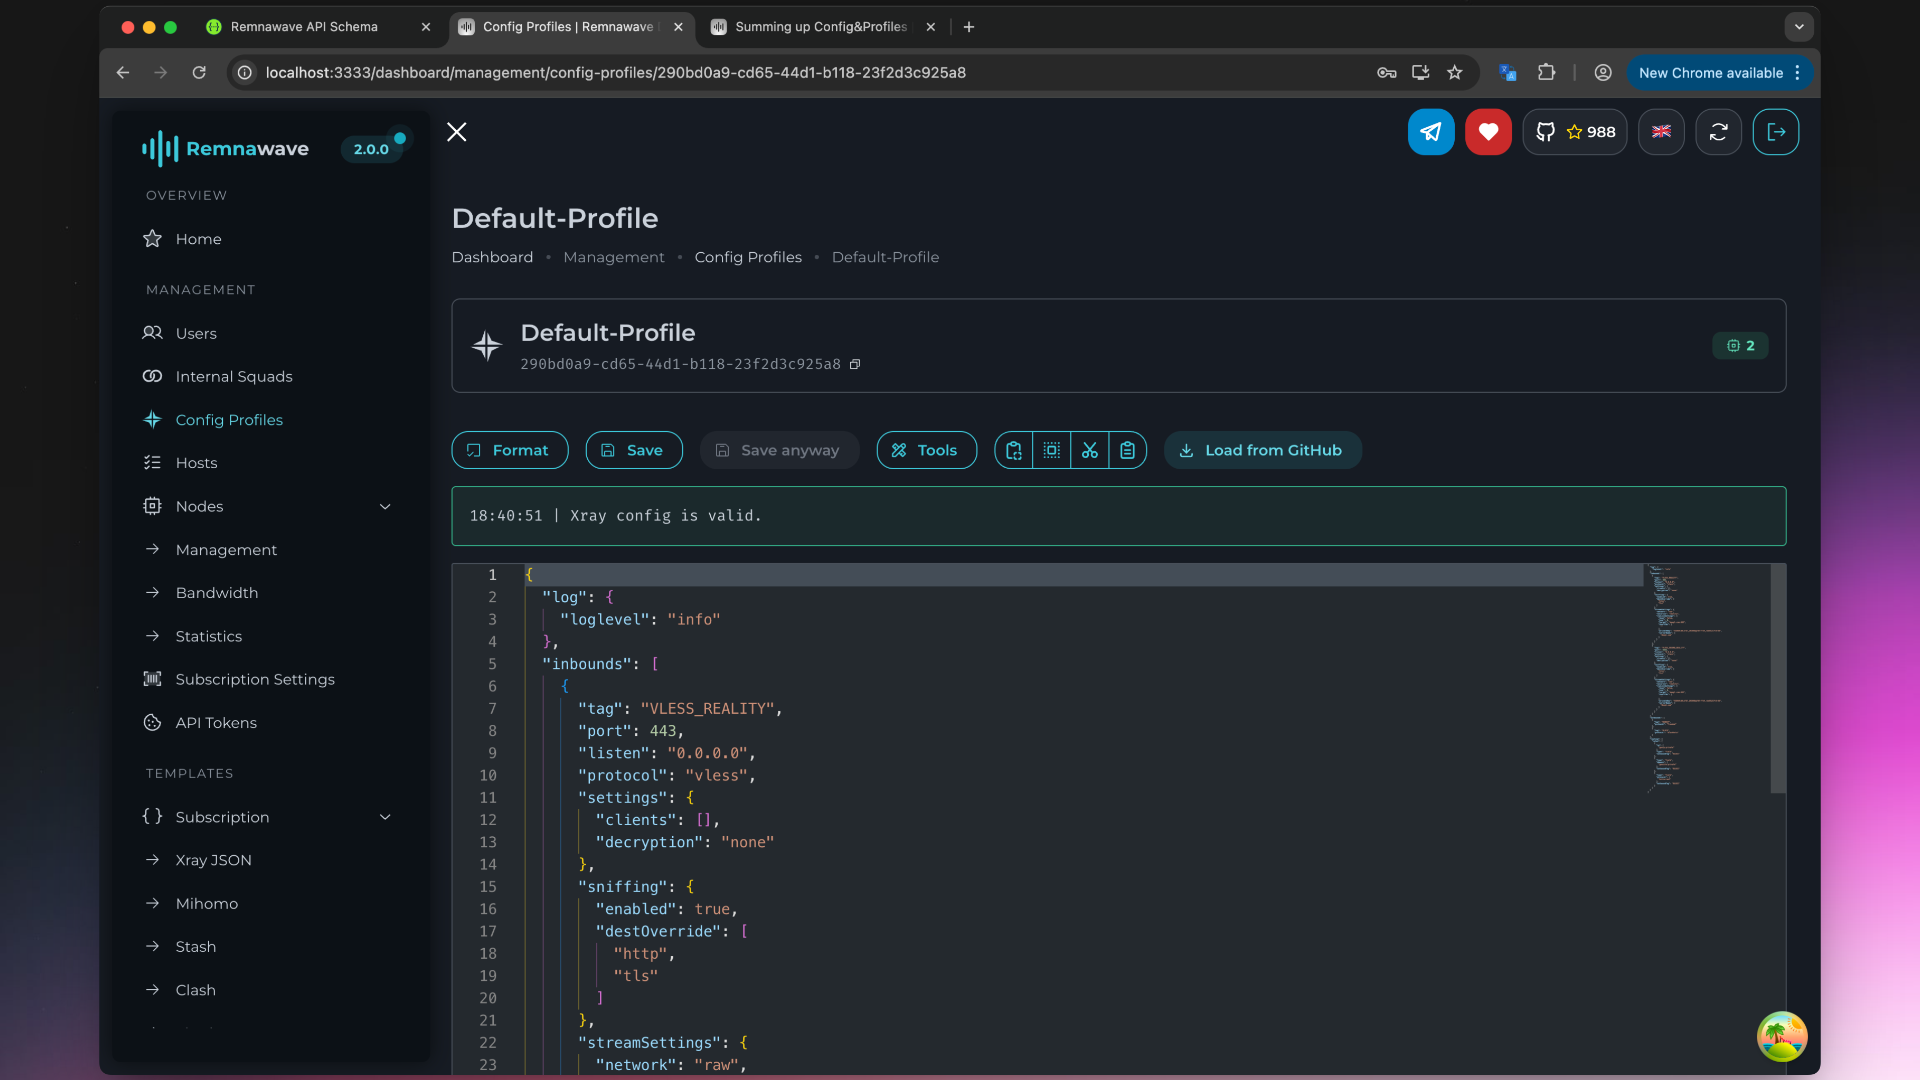 Remnawave API Schema
Config Profiles | Remnawave
Summing up Config&Profiles
localhost:3333/dashboard/management/config-profiles/290bd0a9-cd65-44d1-b118-23f2d3c925a8
New Chrome available
Remnawave
2.0.0
988
OVERVIEW
Home
MANAGEMENT
Users
Internal Squads
Config Profiles
Hosts
Nodes
Management
Bandwidth
Statistics
Subscription Settings
API Tokens
TEMPLATES
Subscription
Xray JSON
Mihomo
Stash
Clash
Default-Profile
Dashboard • Management • Config Profiles • Default-Profile
Default-Profile
290bd0a9-cd65-44d1-b118-23f2d3c925a8
2
Format
Save
Save anyway
Tools
Load from GitHub
18:40:51 | Xray config is valid.
1 {
2 "log": {
3 "loglevel": "info"
4 },
5 "inbounds": [
6 {
7 "tag": "VLESS_REALITY",
8 "port": 443,
9 "listen": "0.0.0.0",
10 "protocol": "vless",
11 "settings": {
12 "clients": [],
13 "decryption": "none"
14 },
15 "sniffing": {
16 "enabled": true,
17 "destOverride": [
18 "http",
19 "tls"
20 ]
21 },
22 "streamSettings": {
23 "network": "raw",